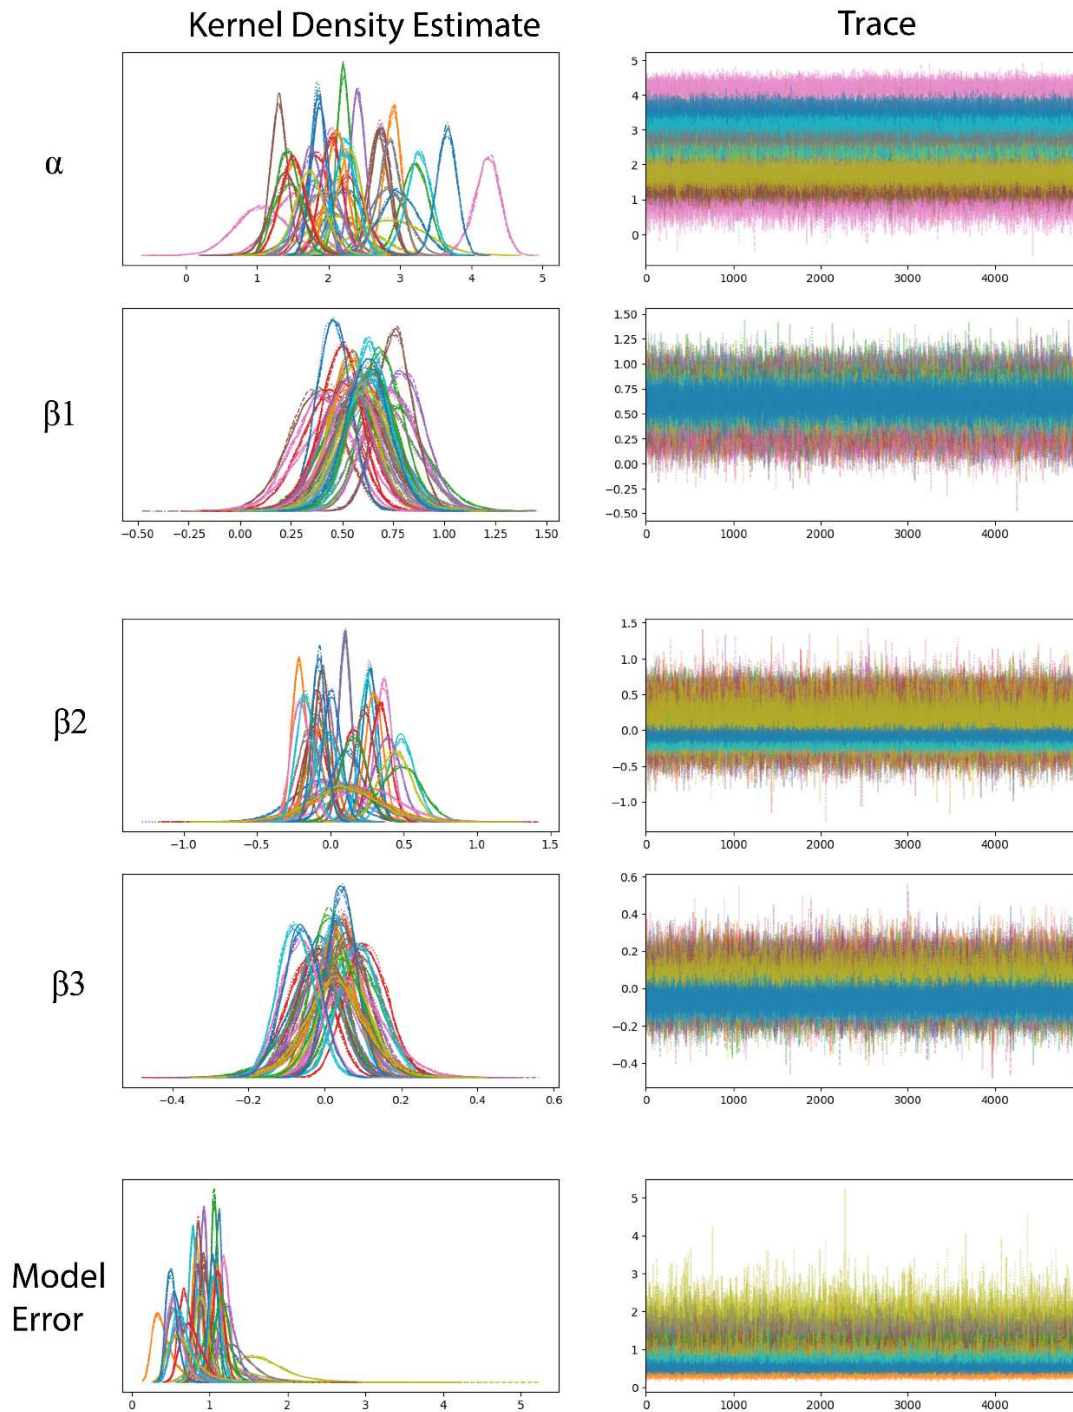 Kernel Density Estimate
Trace
α
0 1 2 3 4 5
5
4
3
2
1
0
0 1000 2000 3000 4000
β1
−0.50 −0.25 0.00 0.25 0.50 0.75 1.00 1.25 1.50
1.50
1.25
1.00
0.75
0.50
0.25
0.00
−0.25
−0.50
0 1000 2000 3000 4000
β2
−1.0 −0.5 0.0 0.5 1.0 1.5
1.5
1.0
0.5
0.0
−0.5
−1.0
0 1000 2000 3000 4000
β3
−0.4 −0.2 0.0 0.2 0.4 0.6
0.6
0.4
0.2
0.0
−0.2
−0.4
0 1000 2000 3000 4000
Model
Error
0 1 2 3 4 5
5
4
3
2
1
0
0 1000 2000 3000 4000